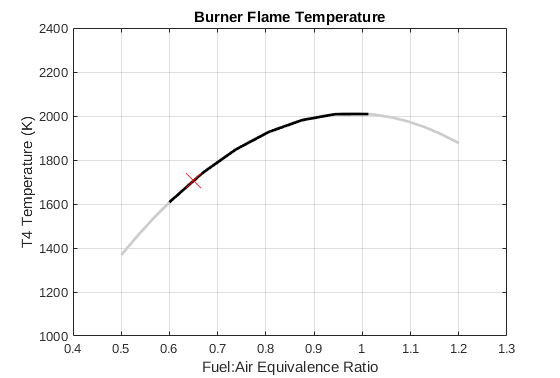 Burner Flame Temperature
2400
2200
2000
1800
1600
1400
1200
1000
T4 Temperature (K)
0.4 0.5 0.6 0.7 0.8 0.9 1 1.1 1.2 1.3
Fuel:Air Equivalence Ratio